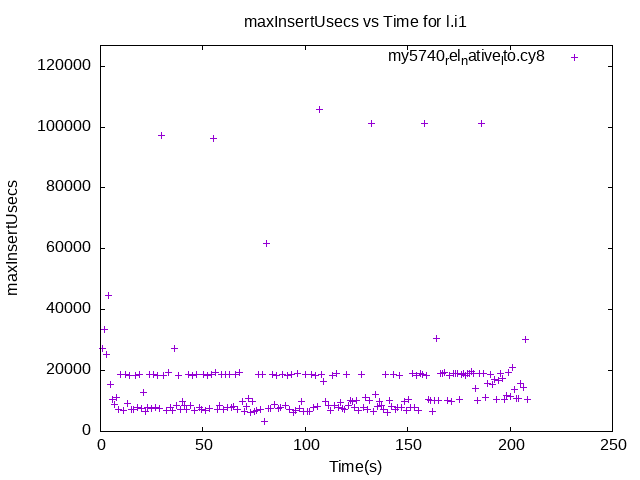 maxInsertUsecs vs Time for l.i1
my5740relnativelto.cy8
120000
100000
80000
60000
40000
20000
0
maxInsertUsecs
0 50 100 150 200 250
Time(s)